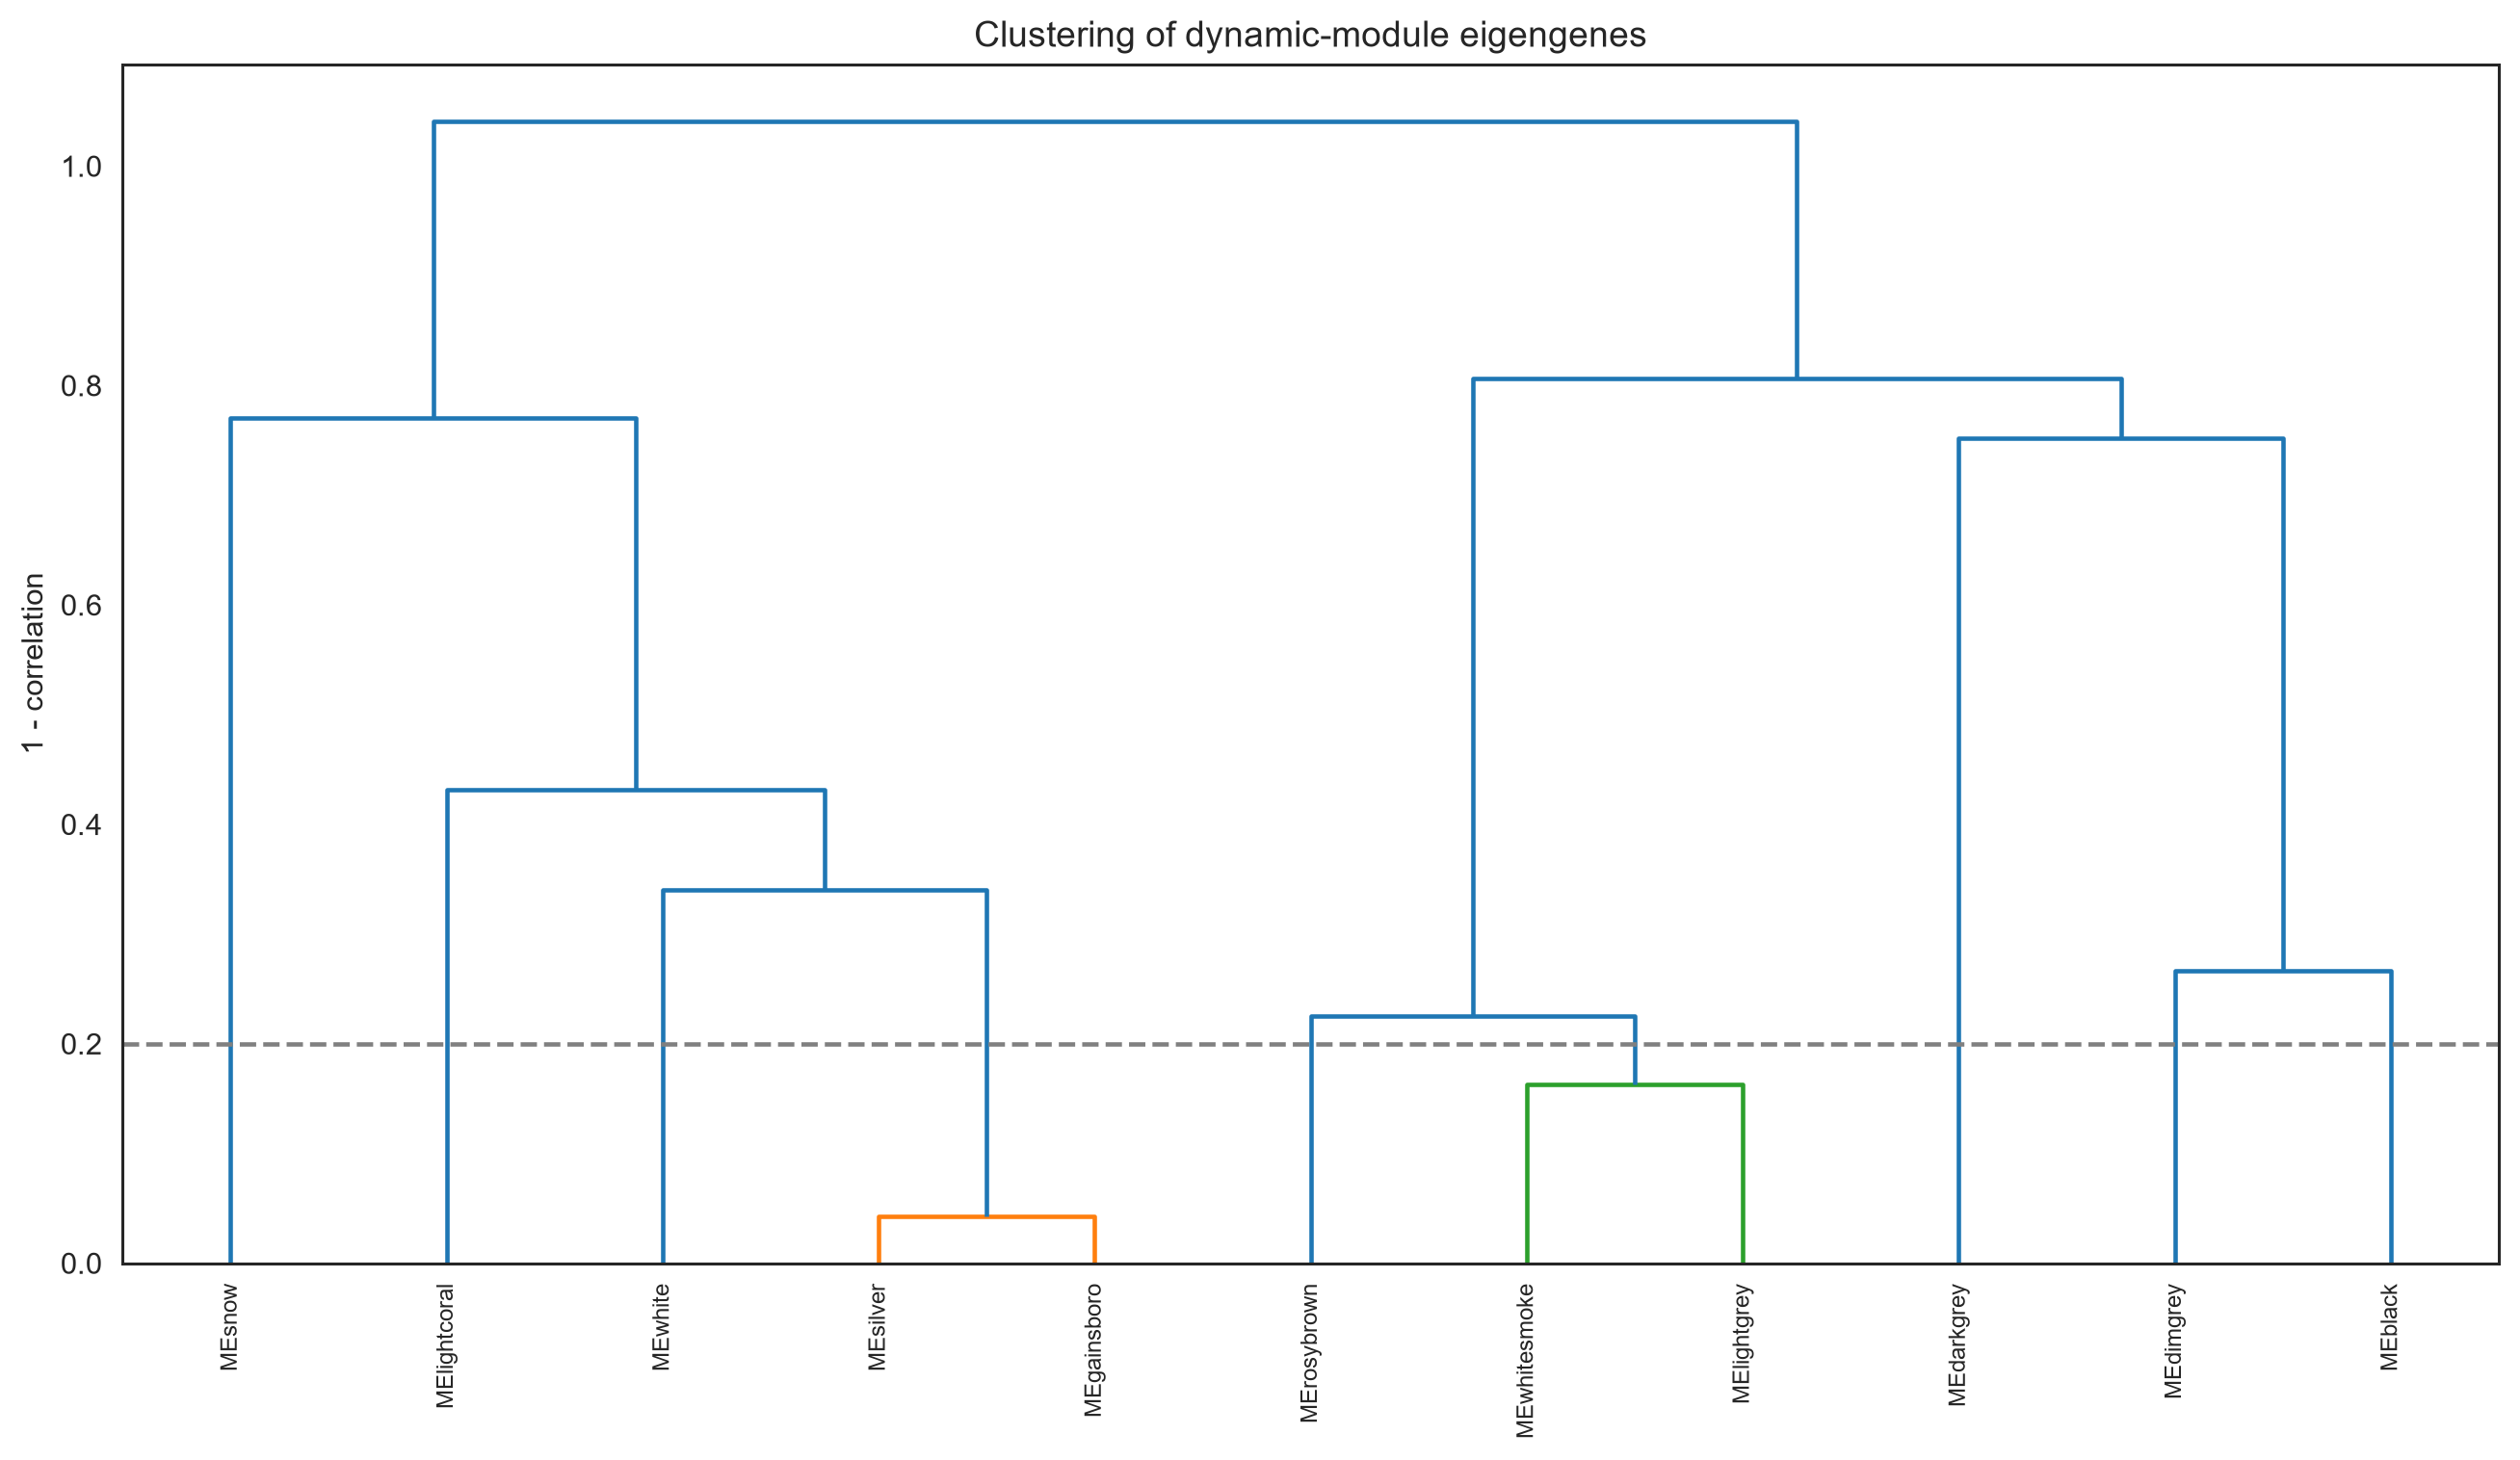 Clustering of dynamic-module eigengenes
1 - correlation
1.0
0.8
0.6
0.4
0.2
0.0
MEsnow
MElightcoral
MEwhite
MEsilver
MEgainsboro
MErosybrown
MEwhitesmoke
MElightgrey
MEdarkgrey
MEdimgrey
MEblack